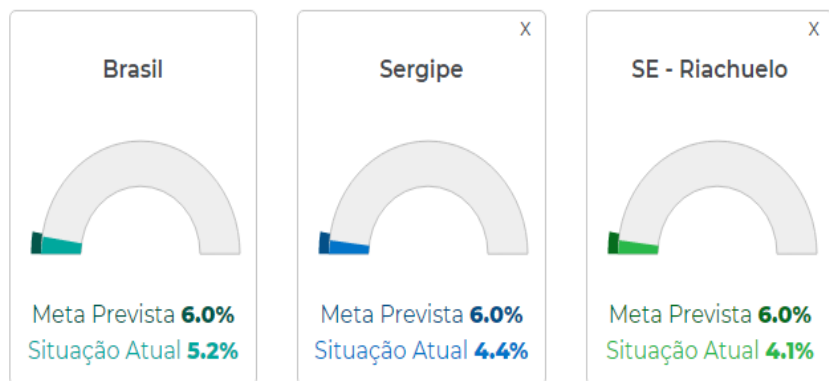 Brasil
Meta Prevista 6.0%
Situação Atual 5.2%
X
Sergipe
Meta Prevista 6.0%
Situação Atual 4.4%
X
SE - Riachuelo
Meta Prevista 6.0%
Situação Atual 4.1%